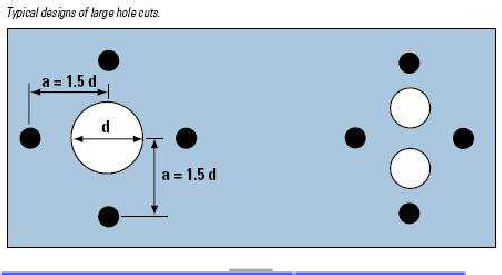 Typical designs of large hole cuts.
a = 1.5 d
d
a = 1.5 d